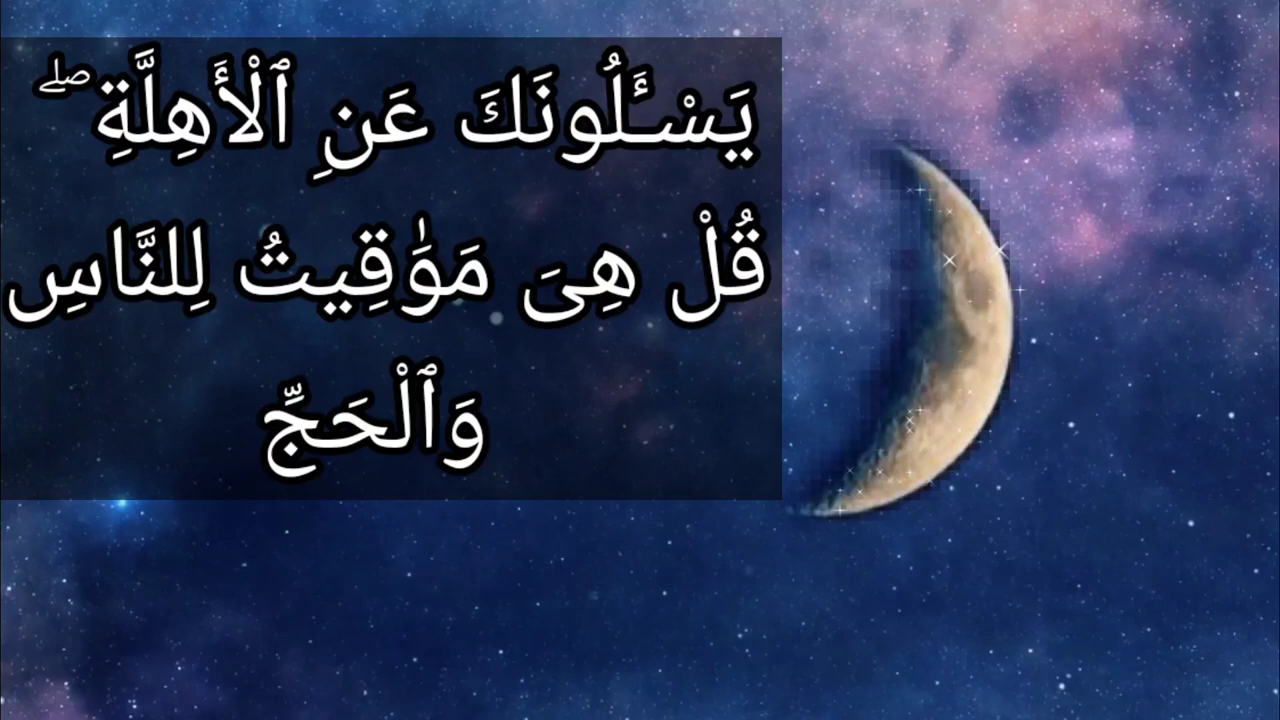 يَسْـَٔلُونَكَ عَنِ ٱلْأَهِلَّةِ ۖ
قُلْ هِىَ مَوَٰقِيتُ لِلنَّاسِ
وَٱلْحَجِّ